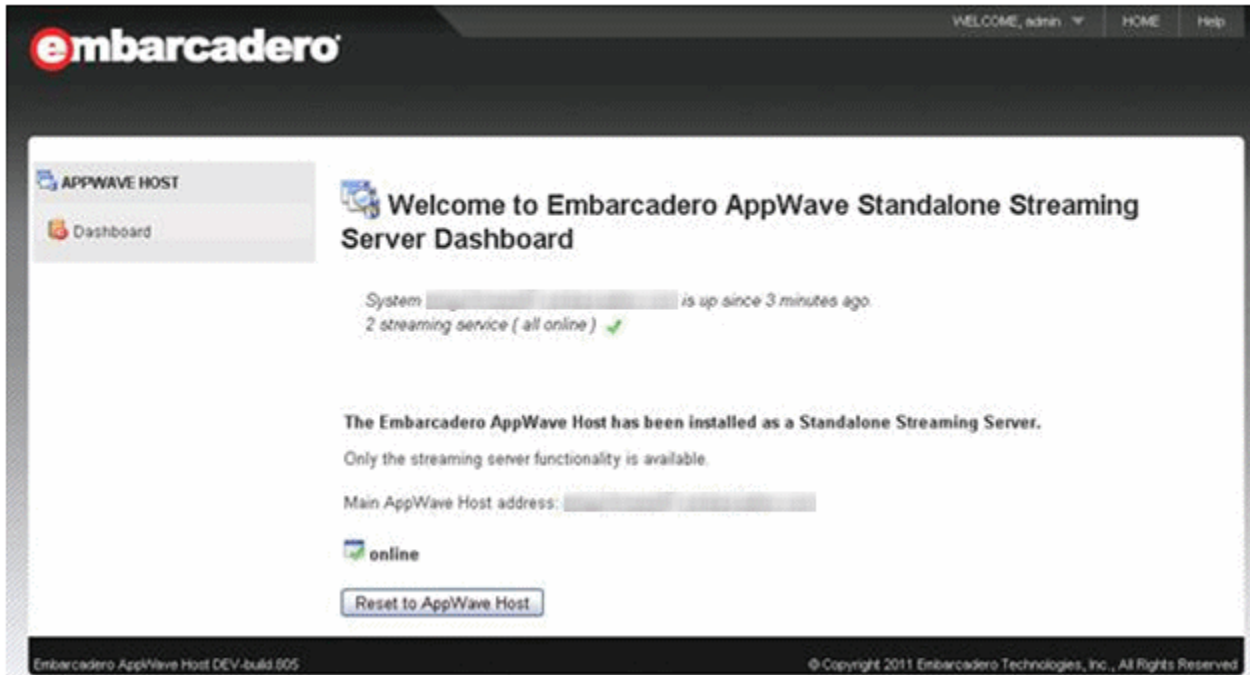 WELCOME, admin HOME Help
embarcadero
APPWAVE HOST
Dashboard
Welcome to Embarcadero AppWave Standalone Streaming
Server Dashboard
System is up since 3 minutes ago.
2 streaming service ( all online )
The Embarcadero AppWave Host has been installed as a Standalone Streaming Server.
Only the streaming server functionality is available.
Main AppWave Host address:
online
Reset to AppWave Host
Embarcadero AppWave Host DEV-build.605
© Copyright 2011 Embarcadero Technologies, Inc., All Rights Reserved